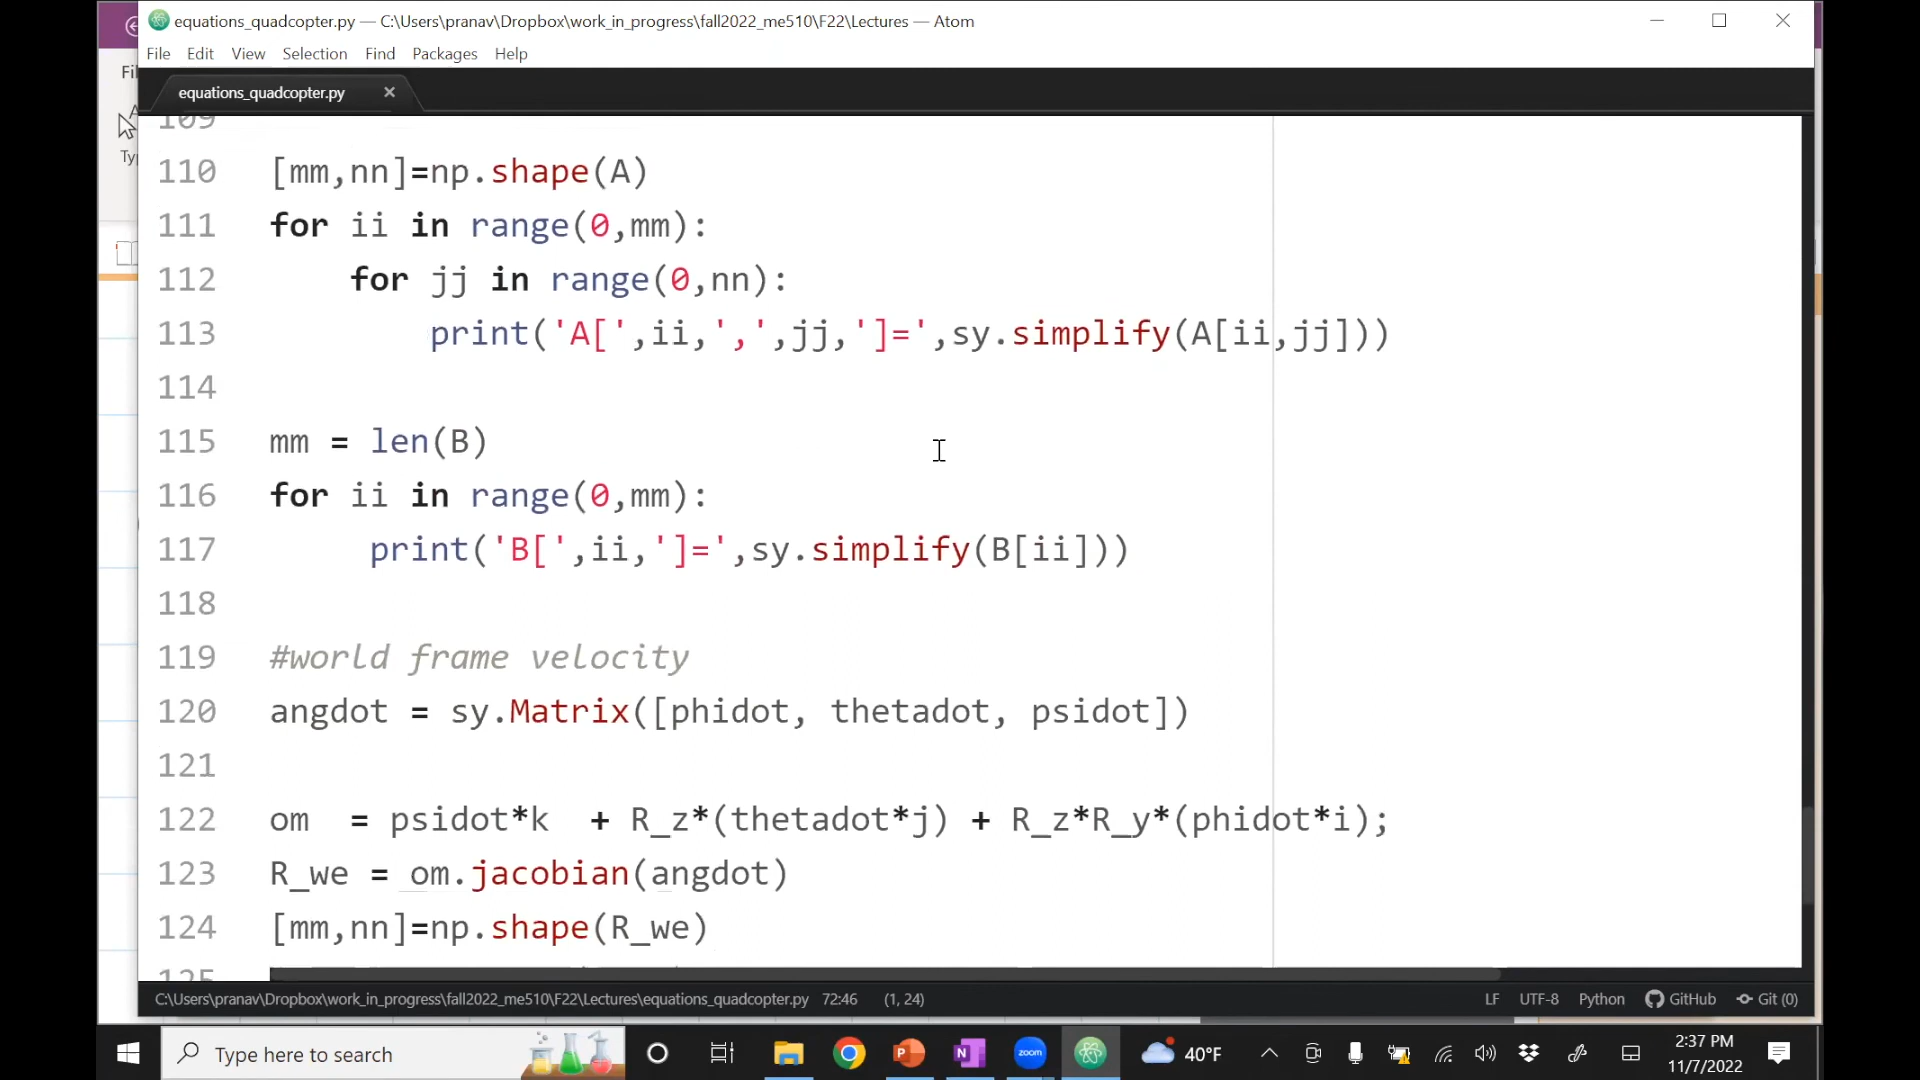 equations_quadcopter.py — C:\Users\pranav\Dropbox\work_in_progress\fall2022_me510\F22\Lectures — Atom
File Edit View Selection Find Packages Help
equations_quadcopter.py
109
110 [mm,nn]=np.shape(A)
111 for ii in range(0,mm):
112 for jj in range(0,nn):
113 print('A[',ii,',',jj,']=',sy.simplify(A[ii,jj]))
114
115 mm = len(B)
116 for ii in range(0,mm):
117 print('B[',ii,']=',sy.simplify(B[ii]))
118
119 #world frame velocity
120 angdot = sy.Matrix([phidot, thetadot, psidot])
121
122 om = psidot*k + R_z*(thetadot*j) + R_z*R_y*(phidot*i);
123 R_we = om.jacobian(angdot)
124 [mm,nn]=np.shape(R_we)
125
C:\Users\pranav\Dropbox\work_in_progress\fall2022_me510\F22\Lectures\equations_quadcopter.py 72:46 (1, 24) LF UTF-8 Python GitHub Git (0)
Type here to search zoom 40°F 2:37 PM
11/7/2022